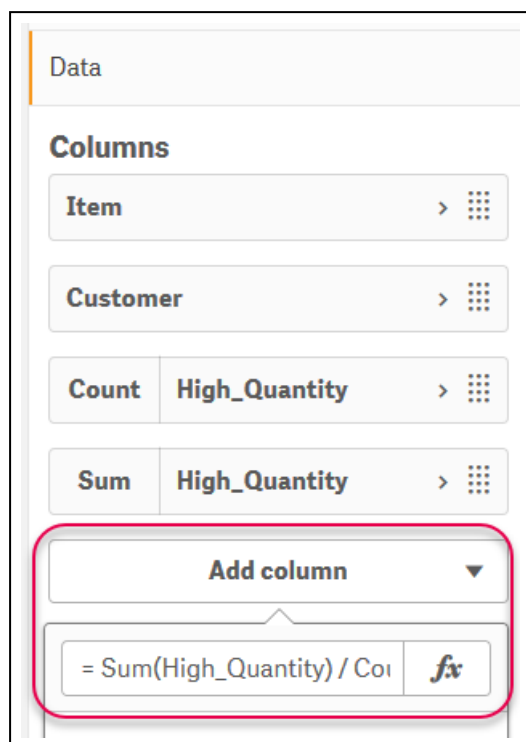 Data
Columns
Item
Customer
Count High_Quantity
Sum High_Quantity
Add column
= Sum(High_Quantity) / Cou fx